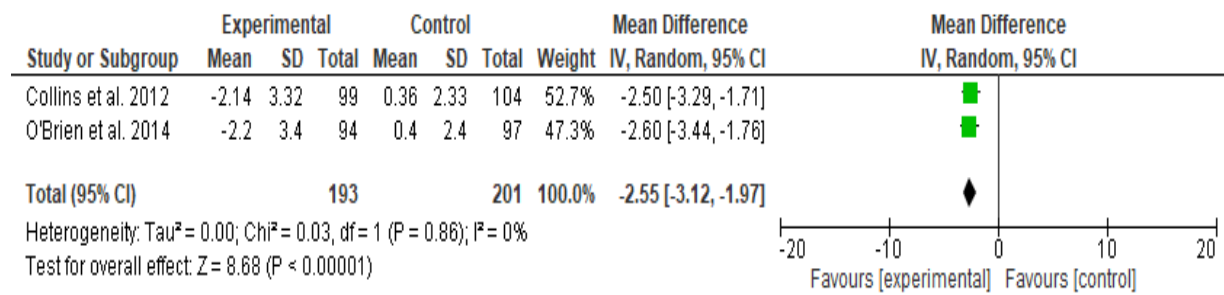 Experimental Control Mean Difference Mean Difference
Study or Subgroup Mean SD Total Mean SD Total Weight IV, Random, 95% CI IV, Random, 95% CI
Collins et al. 2012 -2.14 3.32 99 0.36 2.33 104 52.7% -2.50 [-3.29, -1.71]
O'Brien et al. 2014 -2.2 3.4 94 0.4 2.4 97 47.3% -2.60 [-3.44, -1.76]
Total (95% CI) 193 201 100.0% -2.55 [-3.12, -1.97]
Heterogeneity: Tau² = 0.00; Chi² = 0.03, df = 1 (P = 0.86); I² = 0%
Test for overall effect: Z = 8.68 (P < 0.00001)
-20 -10 0 10 20
Favours [experimental] Favours [control]